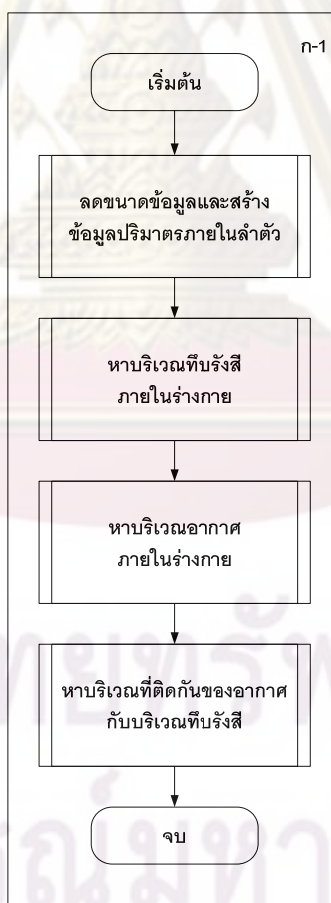 ก-1
เริ่มต้น
ลดขนาดข้อมูลและสร้าง
ข้อมูลปริมาตรภายในลำตัว
หาบริเวณทึบรังสี
ภายในร่างกาย
หาบริเวณอากาศ
ภายในร่างกาย
หาบริเวณที่ติดกันของอากาศ
กับบริเวณทึบรังสี
จบ